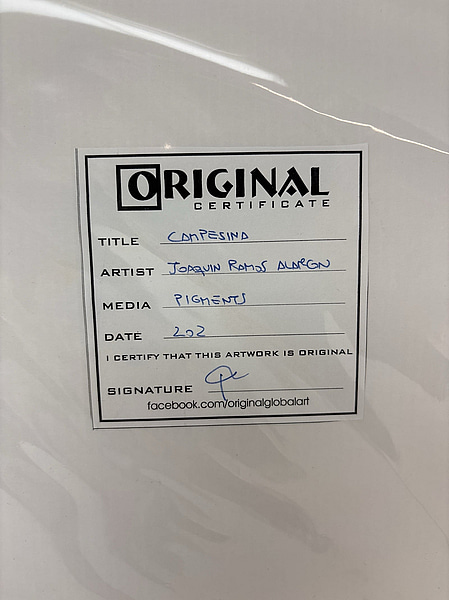 ORIGINAL
CERTIFICATE
TITLE CAMPESINA
ARTIST JOAQUIN RAMOS ALARCON
MEDIA PIGMENTS
DATE 202
I CERTIFY THAT THIS ARTWORK IS ORIGINAL
SIGNATURE
facebook.com/originalglobalart